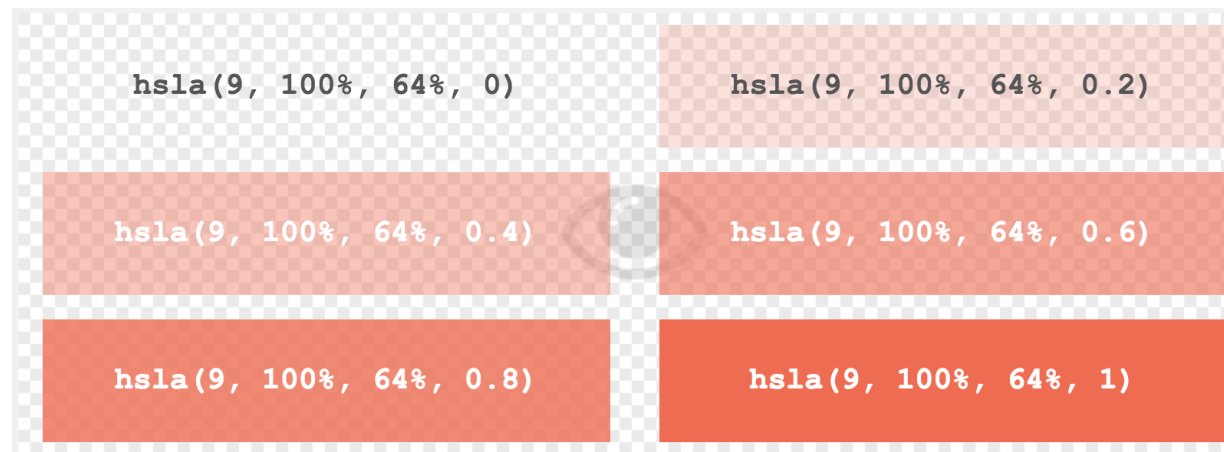 hsla(9, 100%, 64%, 0)
hsla(9, 100%, 64%, 0.2)
hsla(9, 100%, 64%, 0.4)
hsla(9, 100%, 64%, 0.6)
hsla(9, 100%, 64%, 0.8)
hsla(9, 100%, 64%, 1)